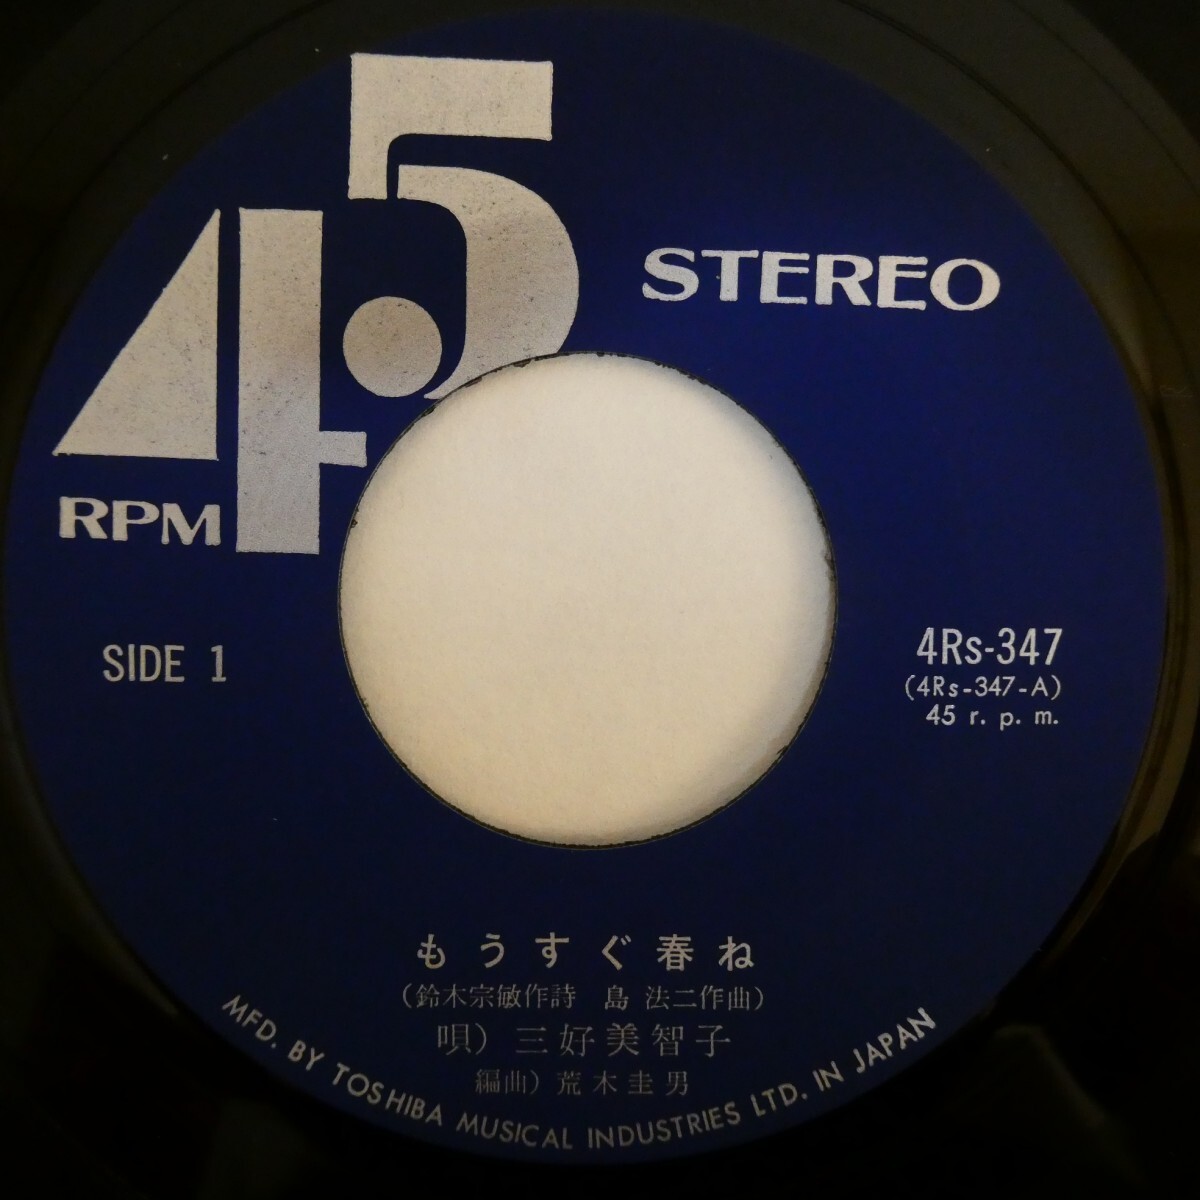 45
RPM
STEREO
SIDE 1
4Rs-347
(4Rs-347-A)
45 r. p. m.
もうすぐ春ね
(鈴木宗敏作詩 島 法二作曲)
唄) 三好美智子
編曲) 荒木圭男
MFD. BY TOSHIBA MUSICAL INDUSTRIES LTD. IN JAPAN